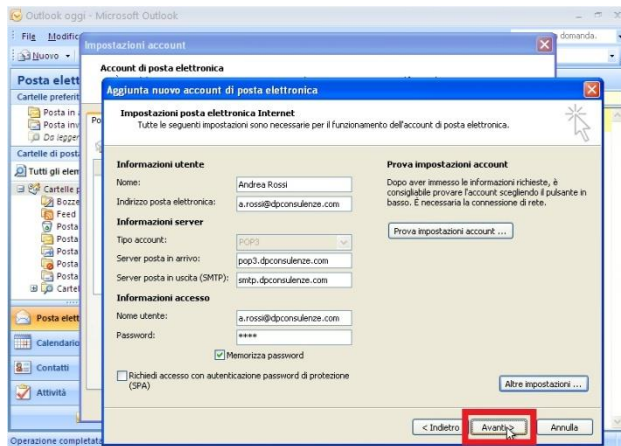 Outlook oggi - Microsoft Outlook
File Modific
domanda.
Nuovo
Impostazioni account
Posta elett
Account di posta elettronica
Cartelle preferit
Posta in
Posta inv
Da legger
Cartelle di posta
Tutti gli elem
Cartelle p
Bozze
Feed
Posta
Posta
Posta
Posta
Posta
Cartel
Posta elett
Calendario
Contatti
Attività
Operazione completata
Po
Aggiunta nuovo account di posta elettronica
Impostazioni posta elettronica Internet
Tutte le seguenti impostazioni sono necessarie per il funzionamento dell'account di posta elettronica.
Informazioni utente
Nome: Andrea Rossi
Indirizzo posta elettronica: a.rossi@dpconsulenze.com
Informazioni server
Tipo account: POP3
Server posta in arrivo: pop3.dpconsulenze.com
Server posta in uscita (SMTP): smtp.dpconsulenze.com
Informazioni accesso
Nome utente: a.rossi@dpconsulenze.com
Password: ****
Memorizza password
Richiedi accesso con autenticazione password di protezione
(SPA)
Prova impostazioni account
Dopo aver immesso le informazioni richieste, è
consigliabile provare l'account scegliendo il pulsante in
basso. È necessaria la connessione di rete.
Prova impostazioni account ...
Altre impostazioni ...
< Indietro Avanti > Annulla